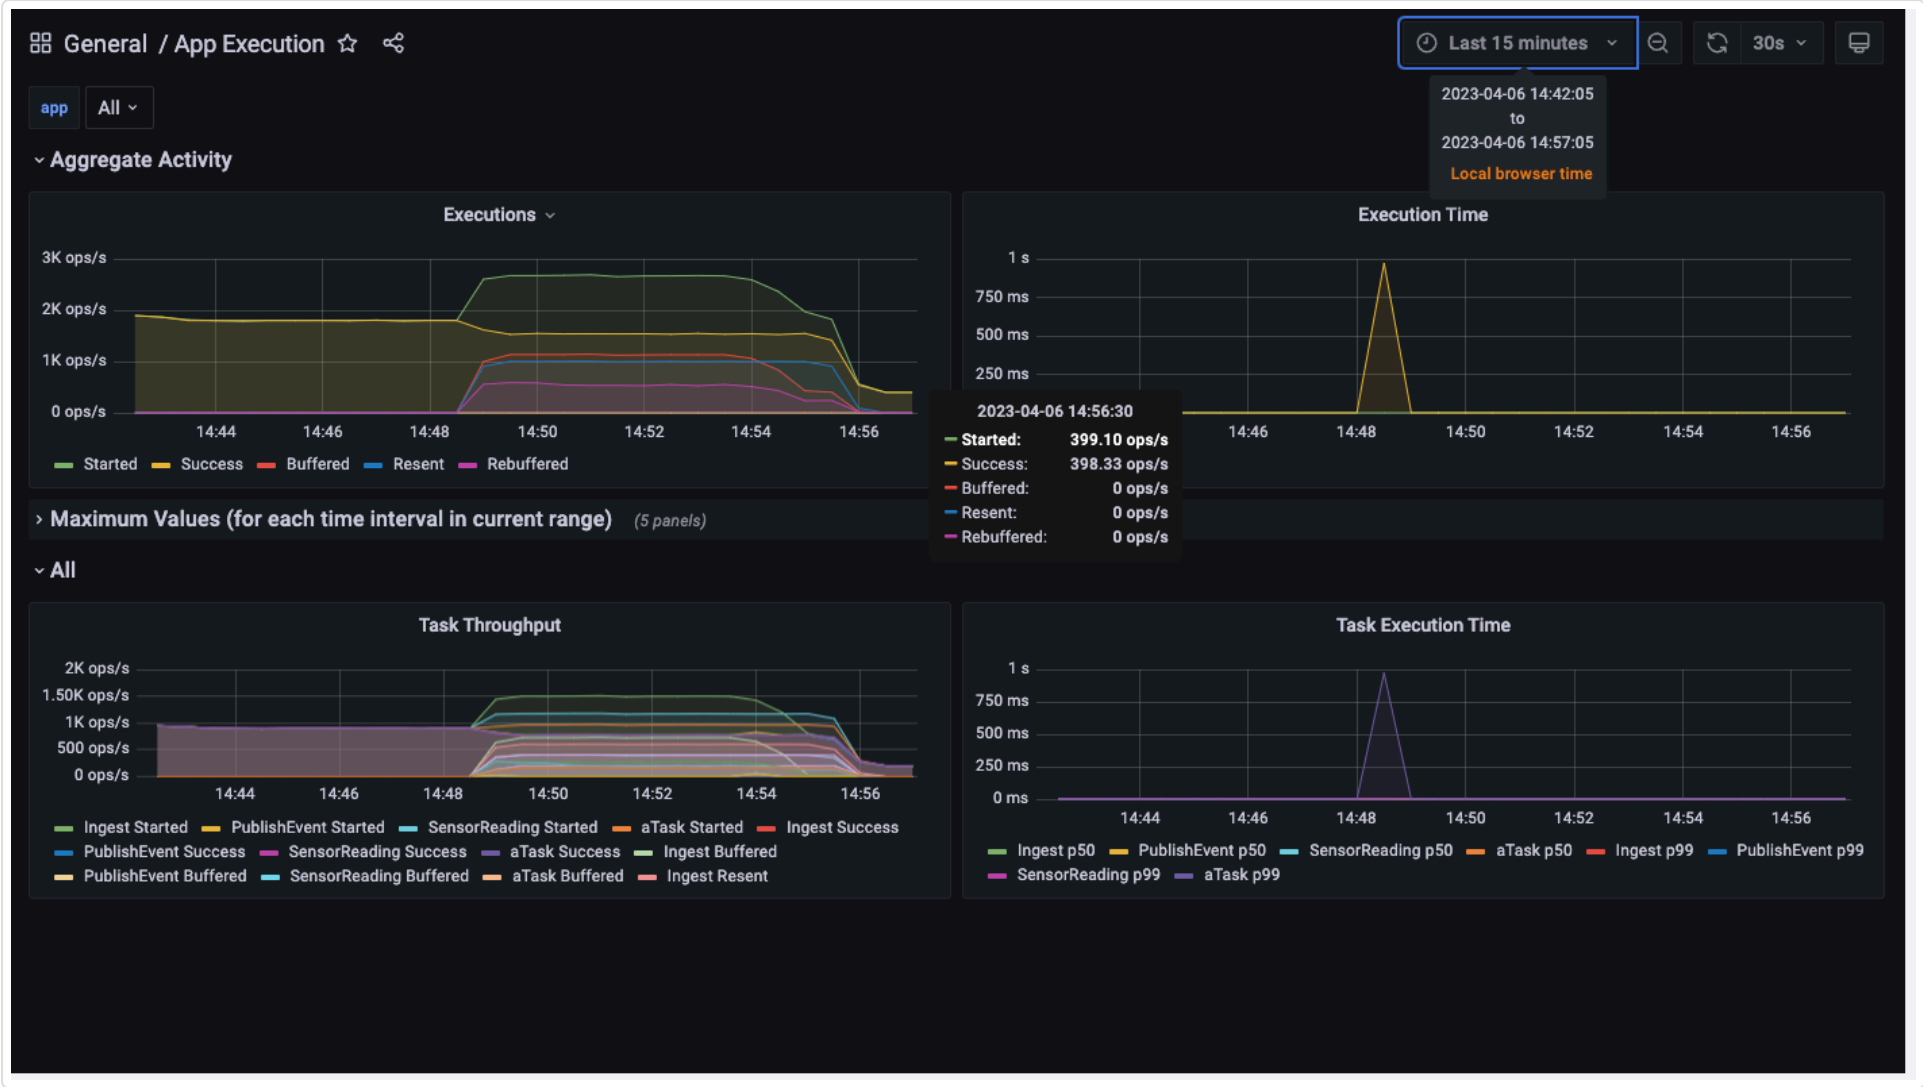 General / App Execution
Last 15 minutes
30s
2023-04-06 14:42:05
to
2023-04-06 14:57:05
Local browser time
app All
Aggregate Activity
Executions
3K ops/s
2K ops/s
1K ops/s
0 ops/s
14:44 14:46 14:48 14:50 14:52 14:54 14:56
Started Success Buffered Resent Rebuffered
Execution Time
1 s
750 ms
500 ms
250 ms
14:46 14:48 14:50 14:52 14:54 14:56
2023-04-06 14:56:30
Started: 399.10 ops/s
Success: 398.33 ops/s
Buffered: 0 ops/s
Resent: 0 ops/s
Rebuffered: 0 ops/s
Maximum Values (for each time interval in current range) (5 panels)
All
Task Throughput
2K ops/s
1.50K ops/s
1K ops/s
500 ops/s
0 ops/s
14:44 14:46 14:48 14:50 14:52 14:54 14:56
Ingest Started PublishEvent Started SensorReading Started aTask Started Ingest Success
PublishEvent Success SensorReading Success aTask Success Ingest Buffered
PublishEvent Buffered SensorReading Buffered aTask Buffered Ingest Resent
Task Execution Time
1 s
750 ms
500 ms
250 ms
0 ms
14:44 14:46 14:48 14:50 14:52 14:54 14:56
Ingest p50 PublishEvent p50 SensorReading p50 aTask p50 Ingest p99 PublishEvent p99
SensorReading p99 aTask p99